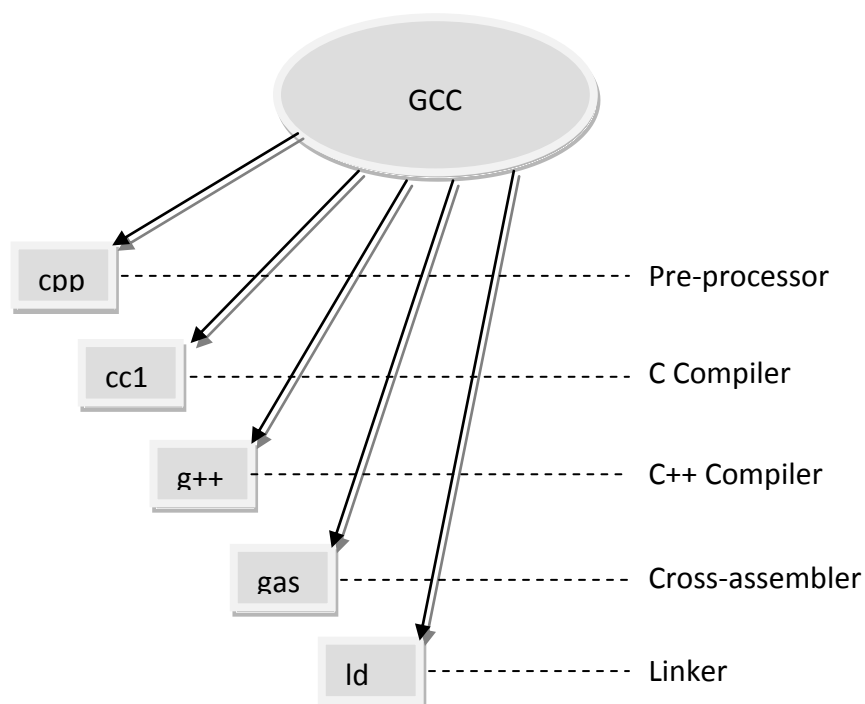 GCC
cpp
Pre-processor
cc1
C Compiler
g++
C++ Compiler
gas
Cross-assembler
ld
Linker